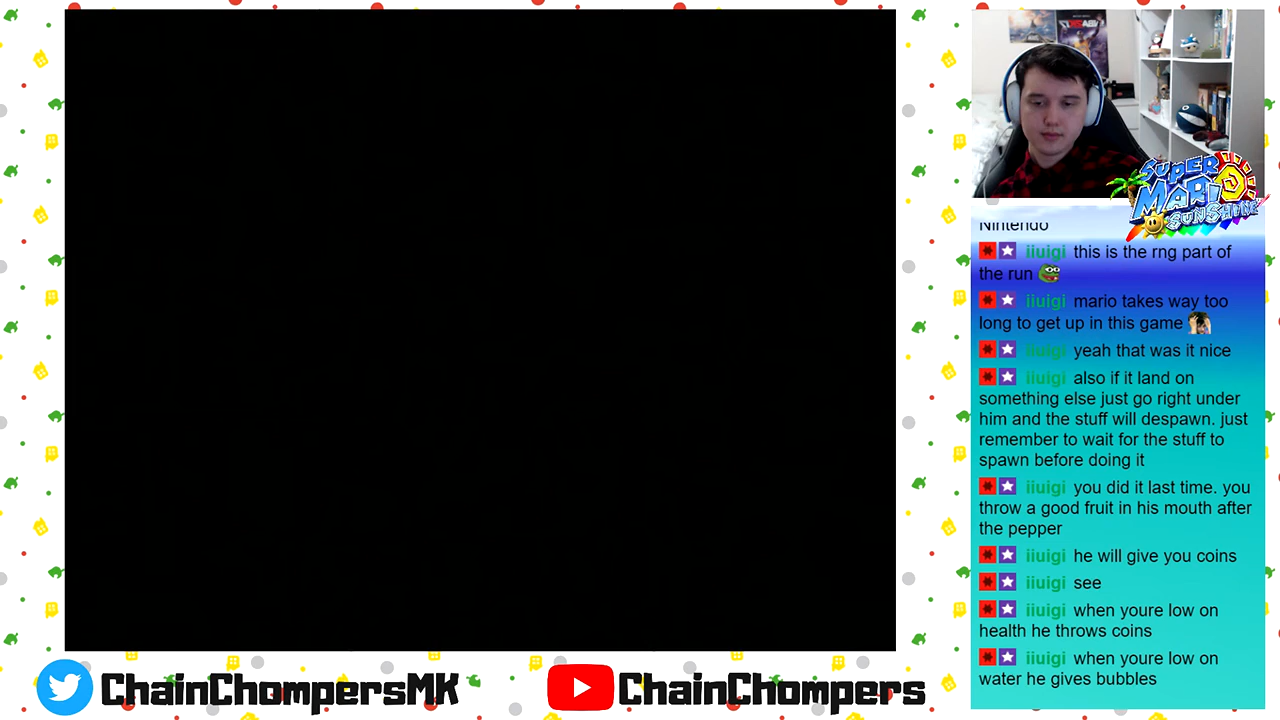 SUPER
MARIO
SUNSHINE
Nintendo
iiuigi this is the rng part of
the run
iiuigi mario takes way too
long to get up in this game
iiuigi yeah that was it nice
iiuigi also if it land on
something else just go right under
him and the stuff will despawn. just
remember to wait for the stuff to
spawn before doing it
iiuigi you did it last time. you
throw a good fruit in his mouth after
the pepper
iiuigi he will give you coins
iiuigi see
iiuigi when youre low on
health he throws coins
iiuigi when youre low on
water he gives bubbles
ChainChompersMK
ChainChompers